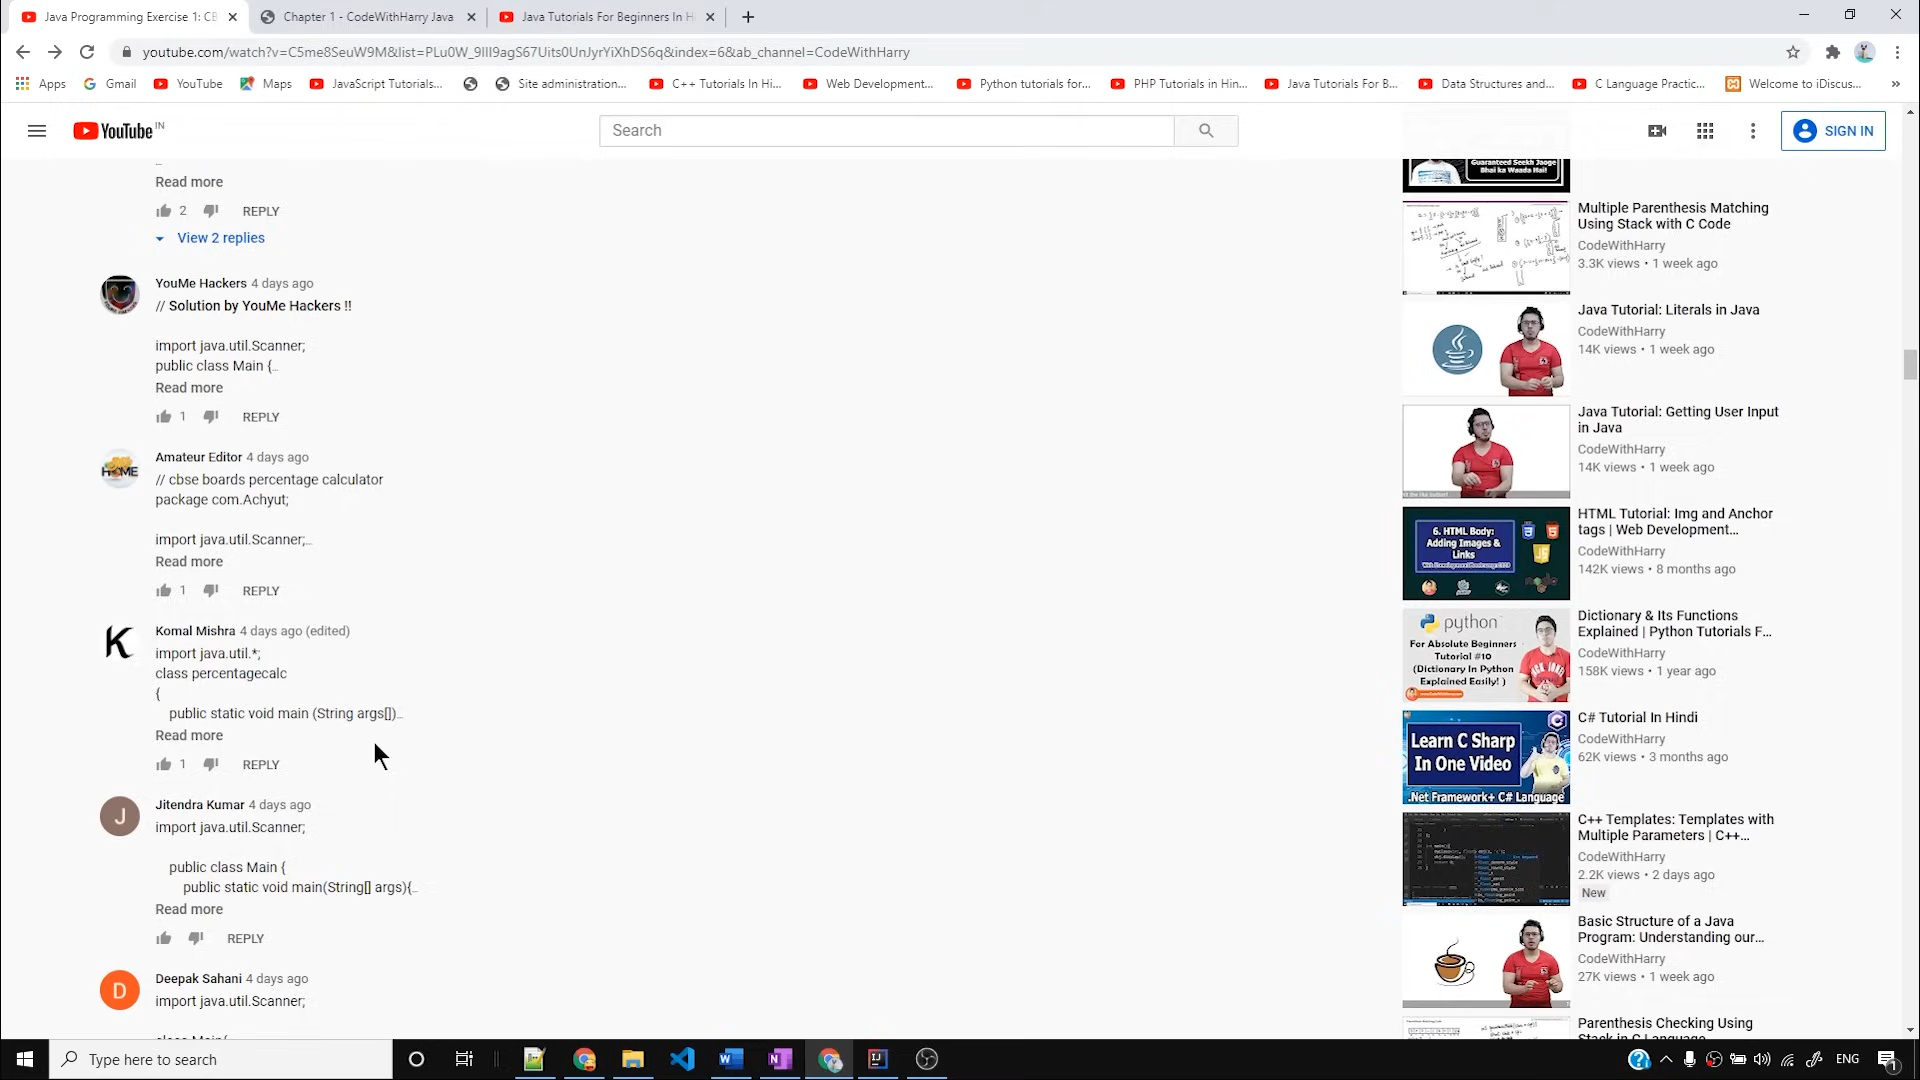 Java Programming Exercise 1: CB
Chapter 1 - CodeWithHarry Java
Java Tutorials For Beginners In H
youtube.com/watch?v=C5me8SeuW9M&list=PLu0W_9lII9agS67Uits0UnJyrYiXhDS6q&index=6&ab_channel=CodeWithHarry
Apps
Gmail
YouTube
Maps
JavaScript Tutorials...
Site administration...
C++ Tutorials In Hi...
Web Development...
Python tutorials for...
PHP Tutorials in Hin...
Java Tutorials For B...
Data Structures and...
C Language Practic...
Welcome to iDiscus...
»
YouTube IN
Search
SIGN IN
...
Read more
2 REPLY
View 2 replies
YouMe Hackers 4 days ago
// Solution by YouMe Hackers !!
import java.util.Scanner;
public class Main {...
Read more
1 REPLY
Amateur Editor 4 days ago
// cbse boards percentage calculator
package com.Achyut;
import java.util.Scanner;...
Read more
1 REPLY
HOME
Komal Mishra 4 days ago (edited)
import java.util.*;
class percentagecalc
{
public static void main (String args[])...
Read more
1 REPLY
K
Jitendra Kumar 4 days ago
import java.util.Scanner;
public class Main {
public static void main(String[] args){...
Read more
REPLY
J
Deepak Sahani 4 days ago
import java.util.Scanner;
class Main{
D
Guaranteed Seekh Jaoge
Bhai ka Waada Hai!
Multiple Parenthesis Matching
Using Stack with C Code
CodeWithHarry
3.3K views • 1 week ago
Java Tutorial: Literals in Java
CodeWithHarry
14K views • 1 week ago
Java Tutorial: Getting User Input
in Java
CodeWithHarry
14K views • 1 week ago
6. HTML Body:
Adding Images &
Links
HTML Tutorial: Img and Anchor
tags | Web Development...
CodeWithHarry
142K views • 8 months ago
python
For Absolute Beginners
Tutorial #10
(Dictionary In Python
Explained Easily! )
Dictionary & Its Functions
Explained | Python Tutorials F...
CodeWithHarry
158K views • 1 year ago
Learn C Sharp
In One Video
.Net Framework+ C# Language
C# Tutorial In Hindi
CodeWithHarry
62K views • 3 months ago
C++ Templates: Templates with
Multiple Parameters | C++...
CodeWithHarry
2.2K views • 2 days ago
New
Basic Structure of a Java
Program: Understanding our...
CodeWithHarry
27K views • 1 week ago
Parenthesis Checking Using
Stack in C Language
Type here to search
ENG
1